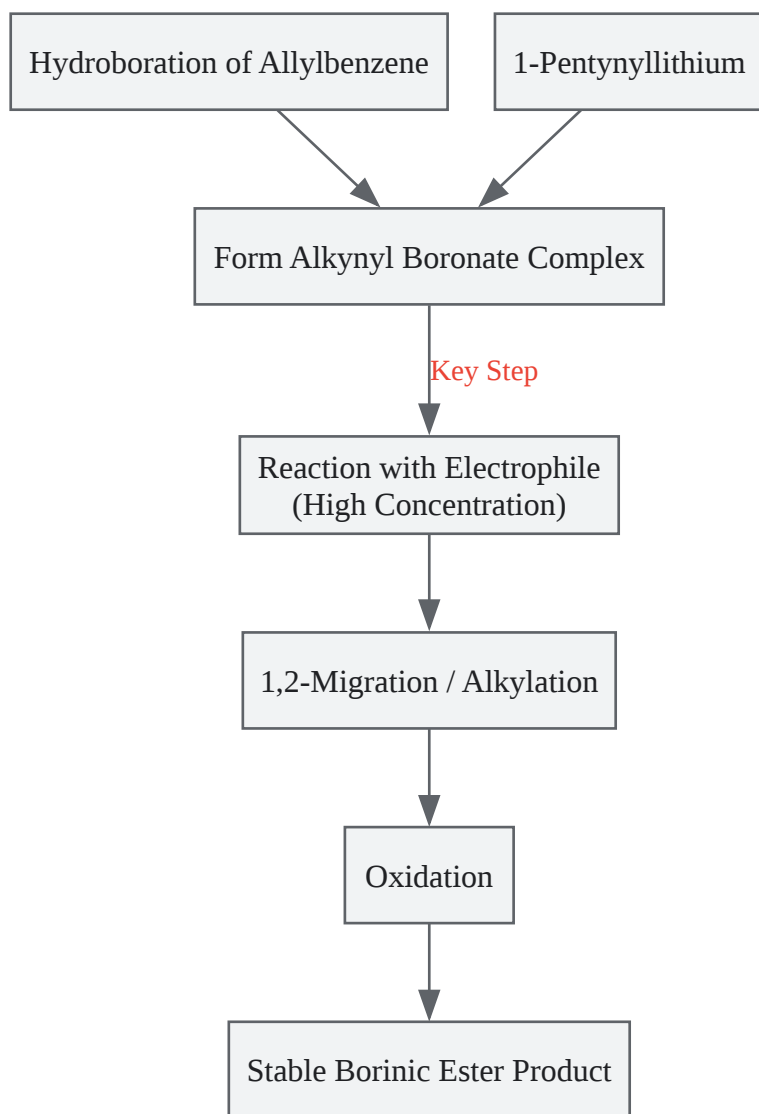 Hydroboration of Allylbenzene
1-Pentynyllithium
Form Alkynyl Boronate Complex
Key Step
Reaction with Electrophile
(High Concentration)
1,2-Migration / Alkylation
Oxidation
Stable Borinic Ester Product